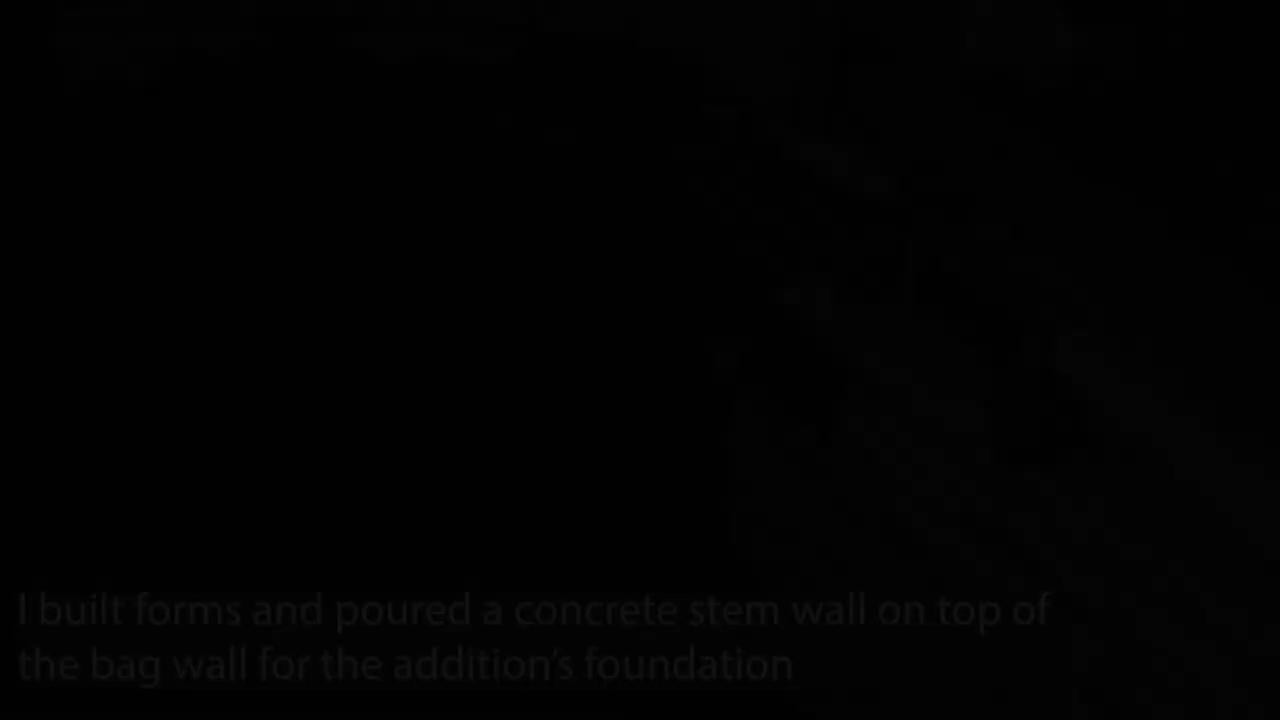 I built forms and poured a concrete stem wall on top of
the bag wall for the addition's foundation